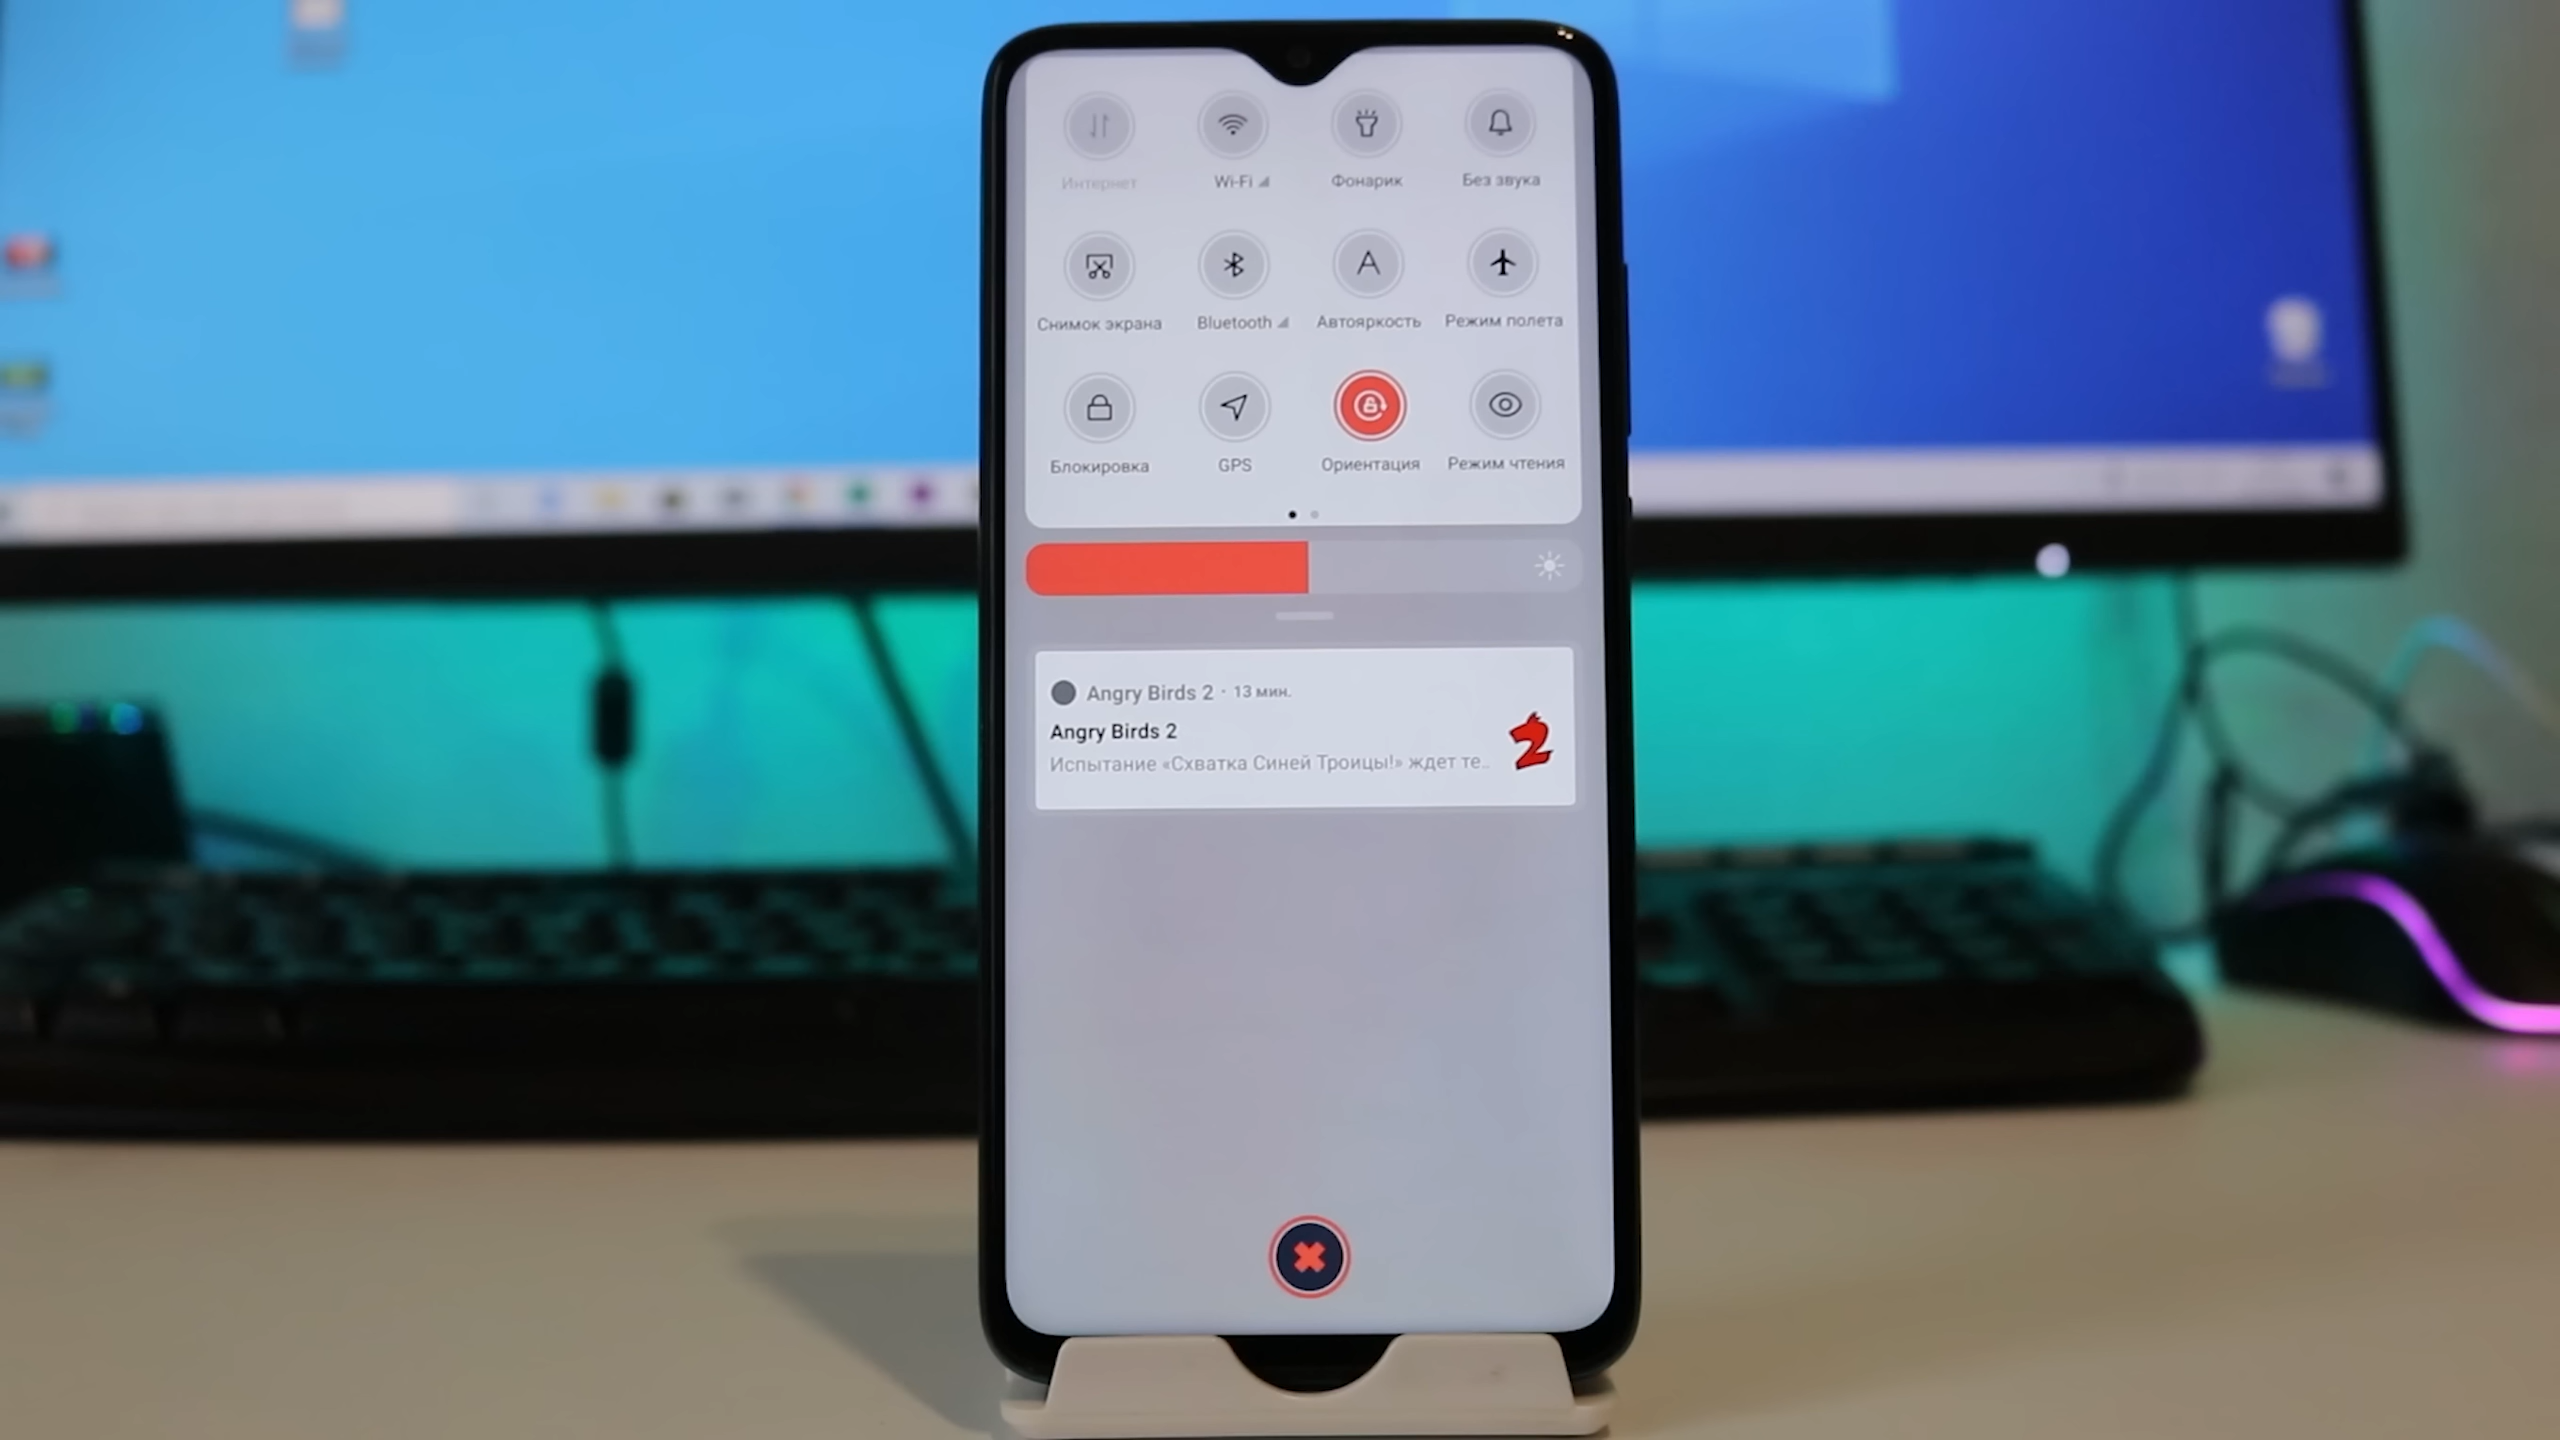 Интернет Wi-Fi Фонарик Без звука
Снимок экрана Bluetooth Автояркость Режим полета
Блокировка GPS Ориентация Режим чтения
Angry Birds 2 · 13 мин.
Angry Birds 2
Испытание «Схватка Синей Троицы!» ждет те..
2